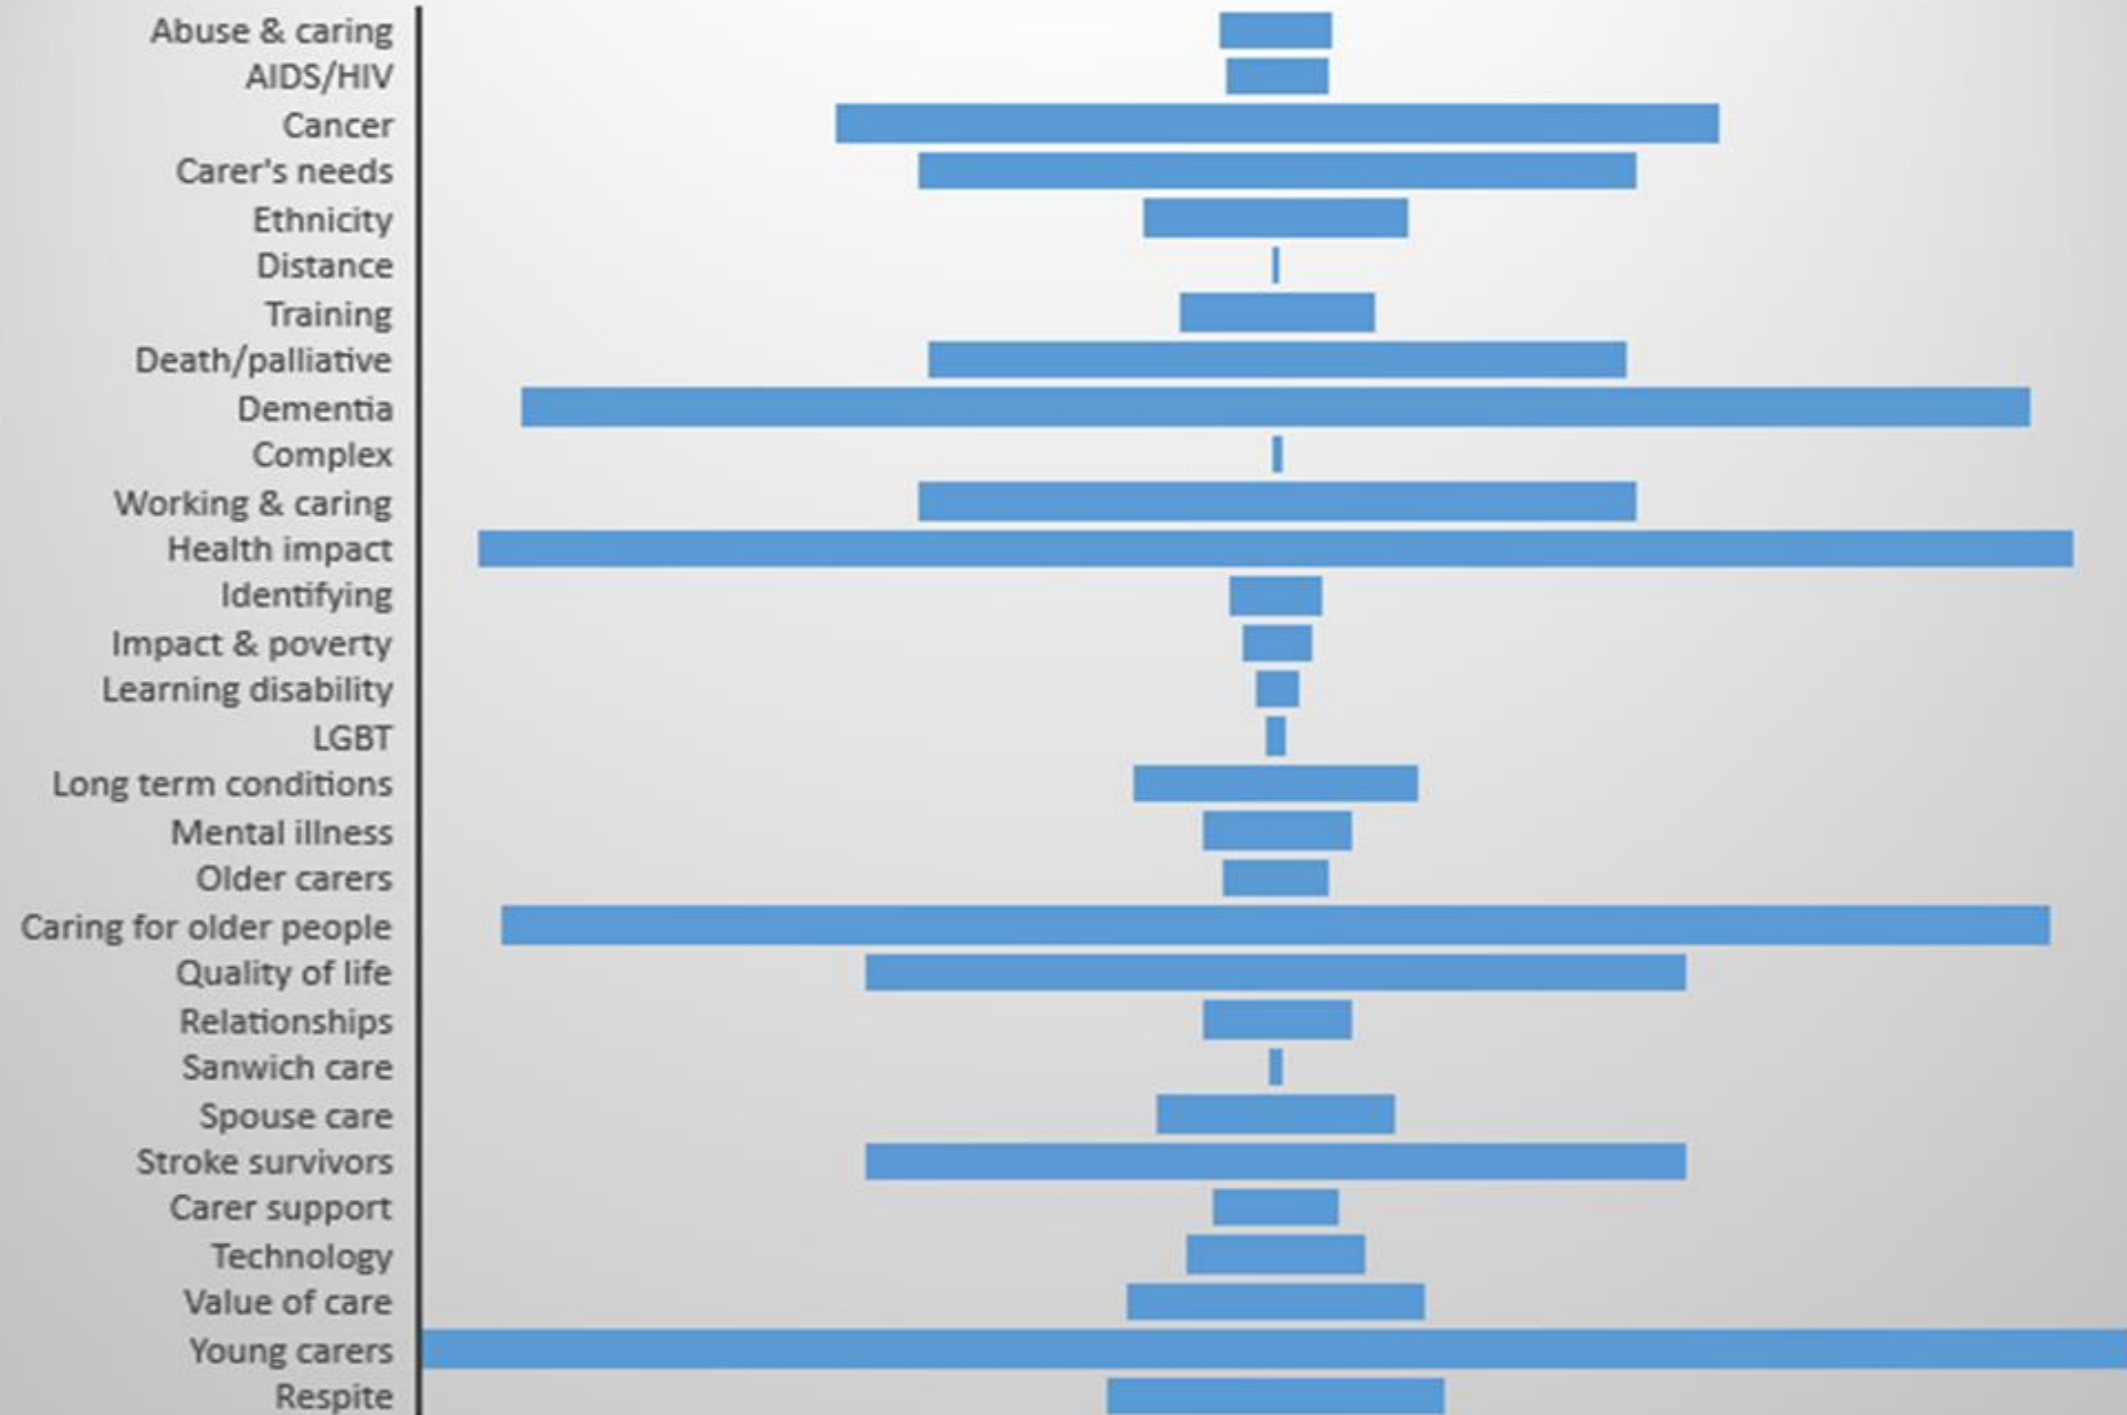 Abuse & caring
AIDS/HIV
Cancer
Carer's needs
Ethnicity
Distance
Training
Death/palliative
Dementia
Complex
Working & caring
Health impact
Identifying
Impact & poverty
Learning disability
LGBT
Long term conditions
Mental illness
Older carers
Caring for older people
Quality of life
Relationships
Sanwich care
Spouse care
Stroke survivors
Carer support
Technology
Value of care
Young carers
Respite